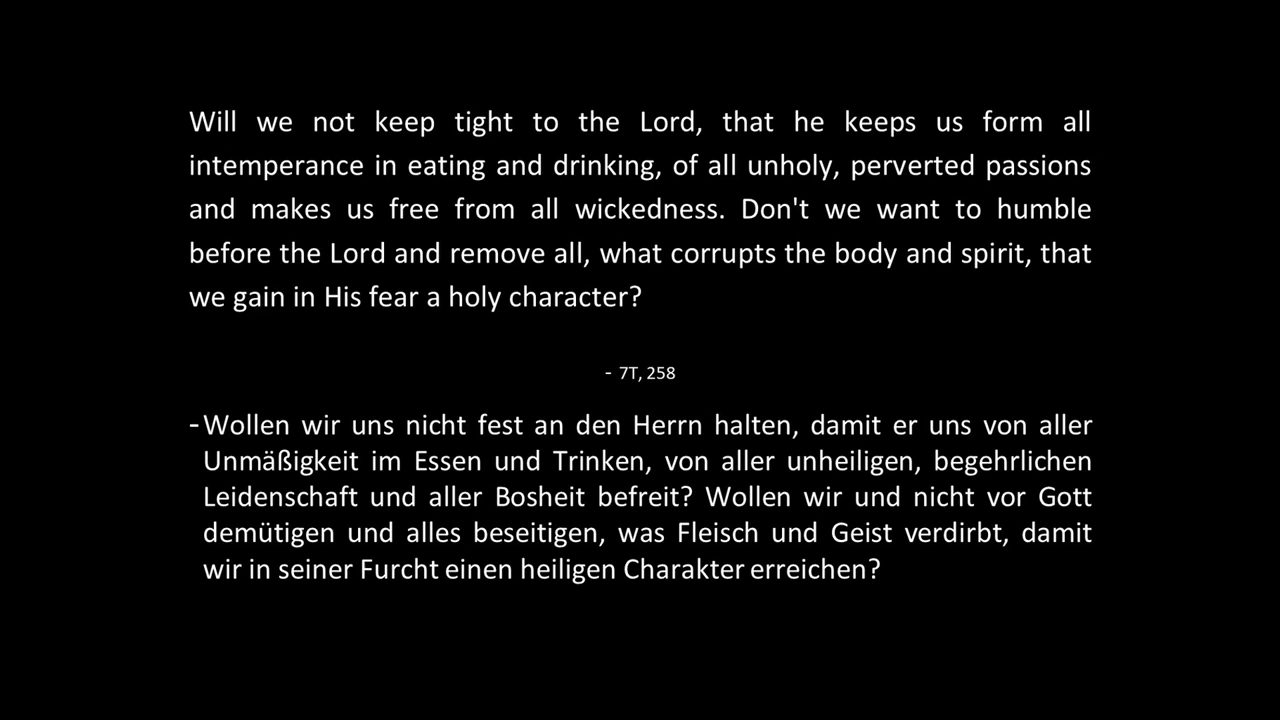 Will we not keep tight to the Lord, that he keeps us form all
intemperance in eating and drinking, of all unholy, perverted passions
and makes us free from all wickedness. Don't we want to humble
before the Lord and remove all, what corrupts the body and spirit, that
we gain in His fear a holy character?
- 7T, 258
- Wollen wir uns nicht fest an den Herrn halten, damit er uns von aller
Unmäßigkeit im Essen und Trinken, von aller unheiligen, begehrlichen
Leidenschaft und aller Bosheit befreit? Wollen wir und nicht vor Gott
demütigen und alles beseitigen, was Fleisch und Geist verdirbt, damit
wir in seiner Furcht einen heiligen Charakter erreichen?